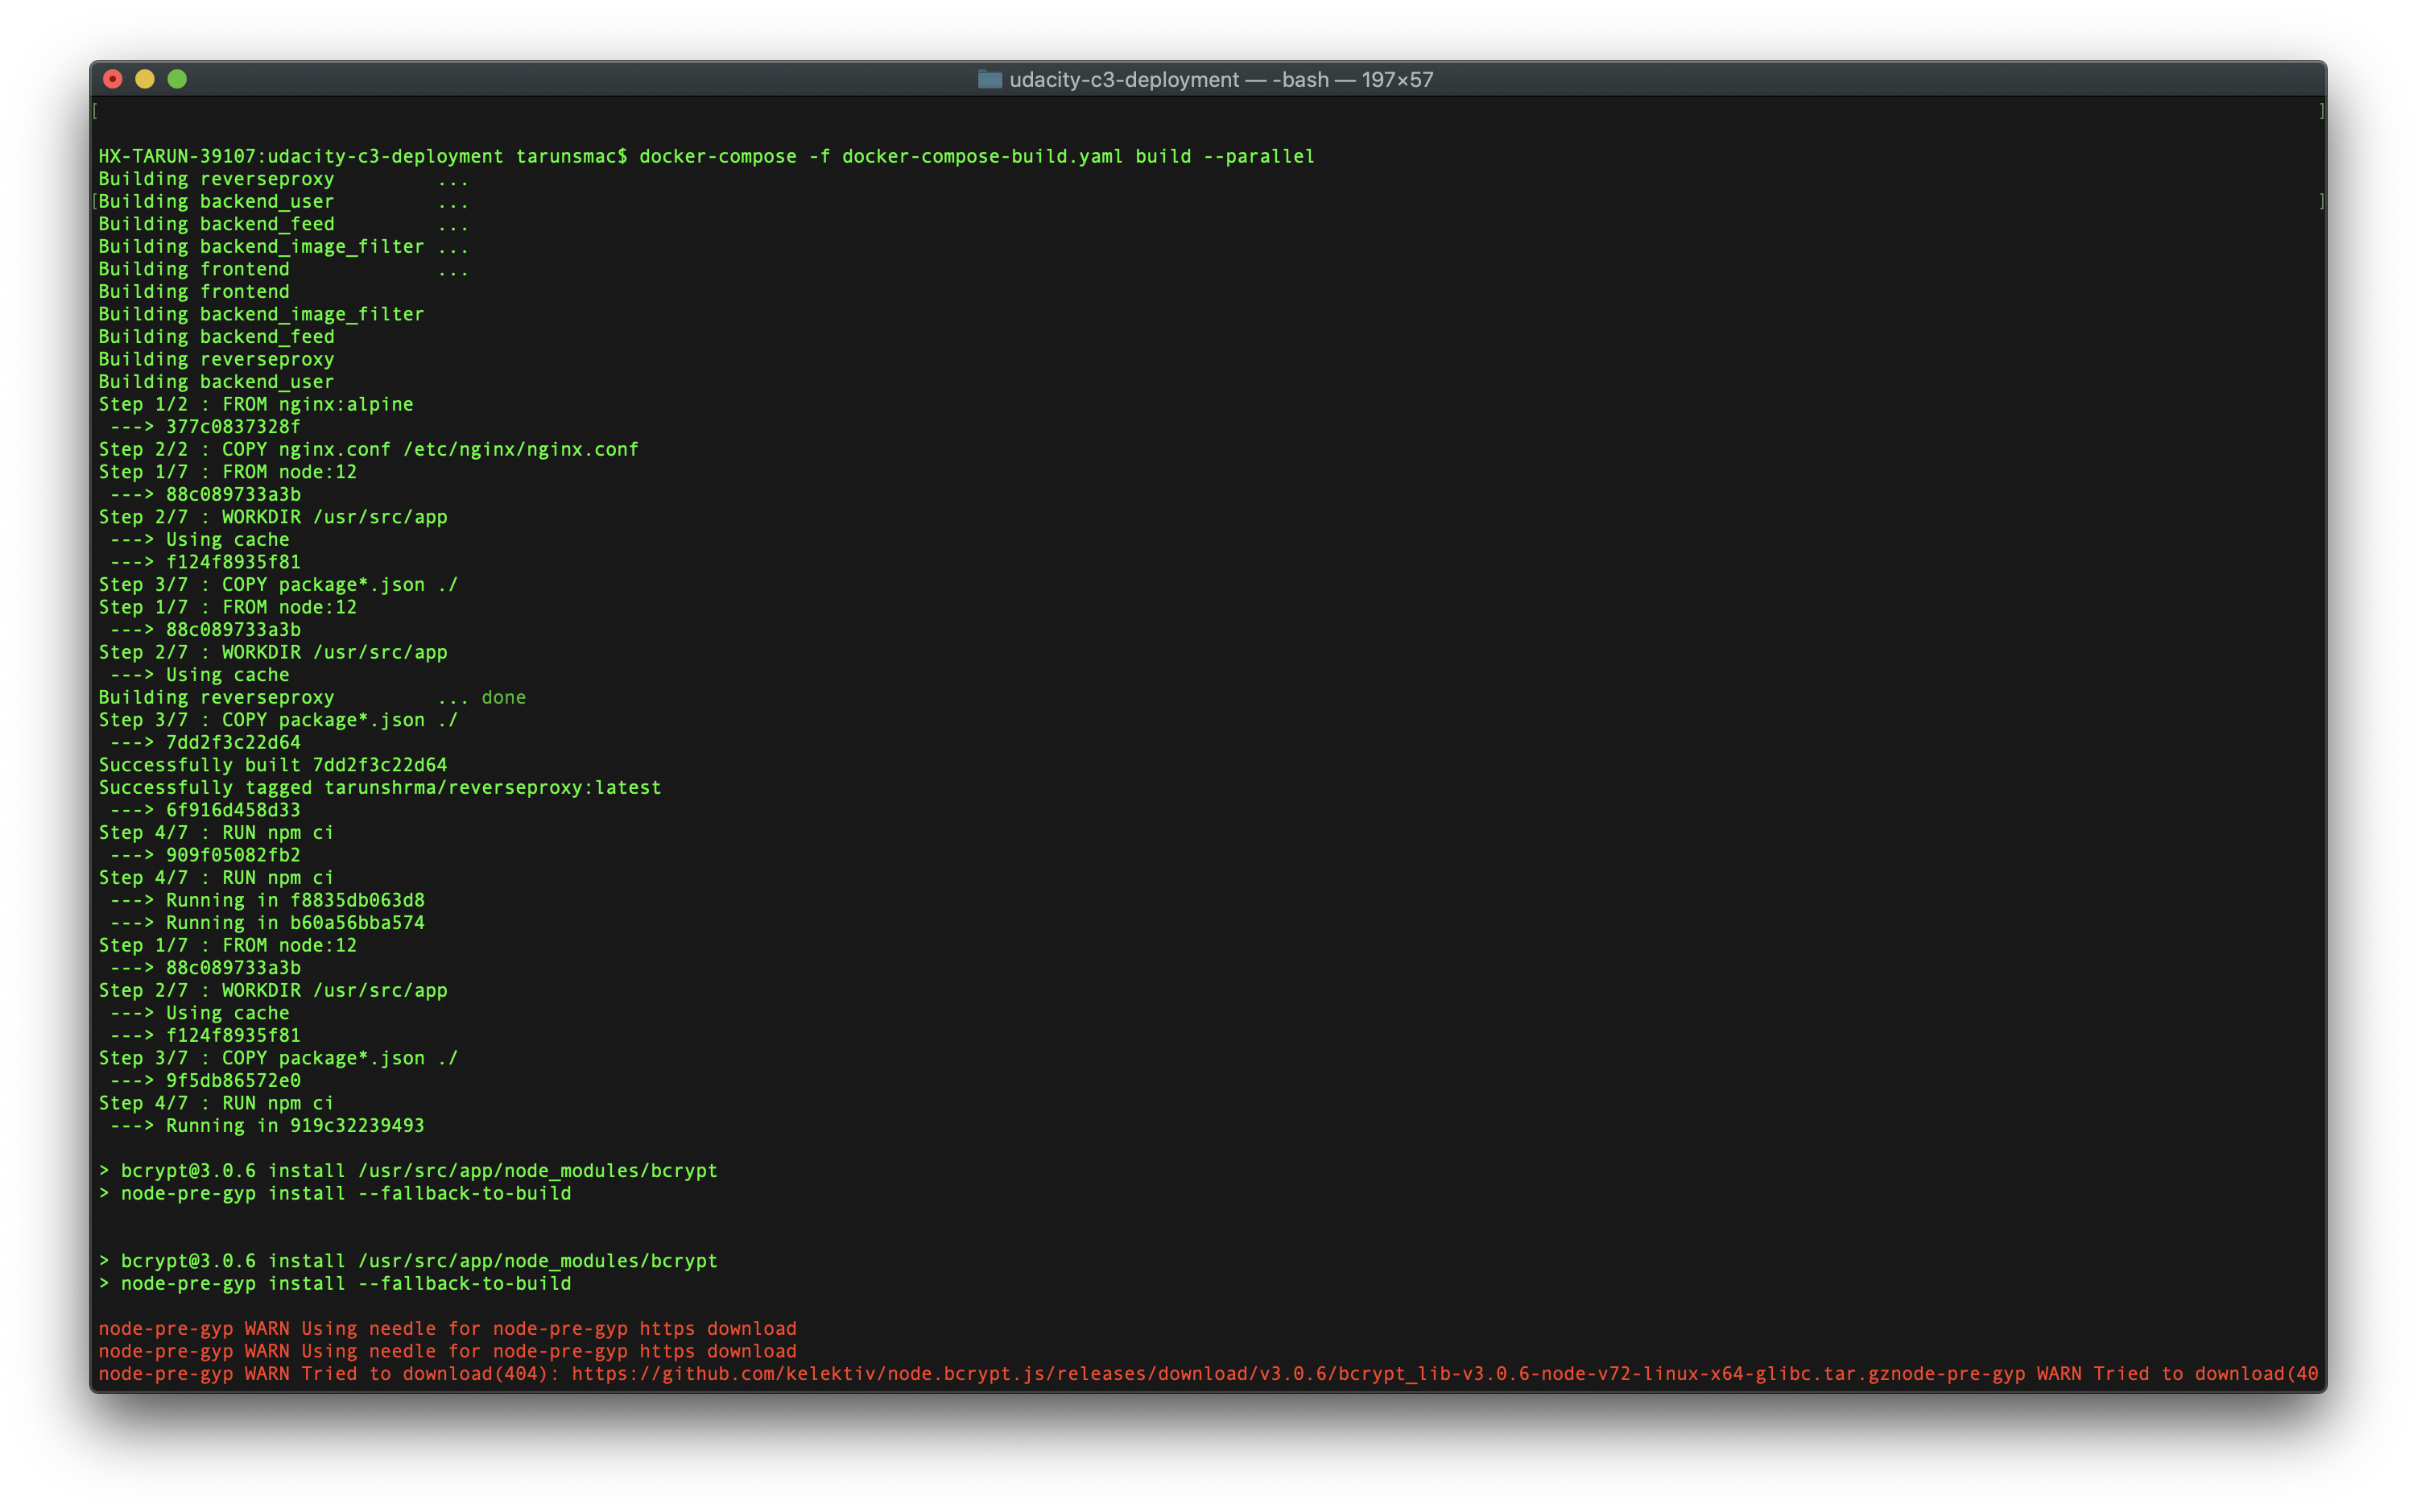 udacity-c3-deployment — -bash — 197×57
[ ]
HX-TARUN-39107:udacity-c3-deployment tarunsmac$ docker-compose -f docker-compose-build.yaml build --parallel
Building reverseproxy ...
[Building backend_user ... ]
Building backend_feed ...
Building backend_image_filter ...
Building frontend ...
Building frontend
Building backend_image_filter
Building backend_feed
Building reverseproxy
Building backend_user
Step 1/2 : FROM nginx:alpine
---> 377c0837328f
Step 2/2 : COPY nginx.conf /etc/nginx/nginx.conf
Step 1/7 : FROM node:12
---> 88c089733a3b
Step 2/7 : WORKDIR /usr/src/app
---> Using cache
---> f124f8935f81
Step 3/7 : COPY package*.json ./
Step 1/7 : FROM node:12
---> 88c089733a3b
Step 2/7 : WORKDIR /usr/src/app
---> Using cache
Building reverseproxy ... done
Step 3/7 : COPY package*.json ./
---> 7dd2f3c22d64
Successfully built 7dd2f3c22d64
Successfully tagged tarunshrma/reverseproxy:latest
---> 6f916d458d33
Step 4/7 : RUN npm ci
---> 909f05082fb2
Step 4/7 : RUN npm ci
---> Running in f8835db063d8
---> Running in b60a56bba574
Step 1/7 : FROM node:12
---> 88c089733a3b
Step 2/7 : WORKDIR /usr/src/app
---> Using cache
---> f124f8935f81
Step 3/7 : COPY package*.json ./
---> 9f5db86572e0
Step 4/7 : RUN npm ci
---> Running in 919c32239493
> bcrypt@3.0.6 install /usr/src/app/node_modules/bcrypt
> node-pre-gyp install --fallback-to-build
> bcrypt@3.0.6 install /usr/src/app/node_modules/bcrypt
> node-pre-gyp install --fallback-to-build
node-pre-gyp WARN Using needle for node-pre-gyp https download
node-pre-gyp WARN Using needle for node-pre-gyp https download
node-pre-gyp WARN Tried to download(404): https://github.com/kelektiv/node.bcrypt.js/releases/download/v3.0.6/bcrypt_lib-v3.0.6-node-v72-linux-x64-glibc.tar.gznode-pre-gyp WARN Tried to download(40